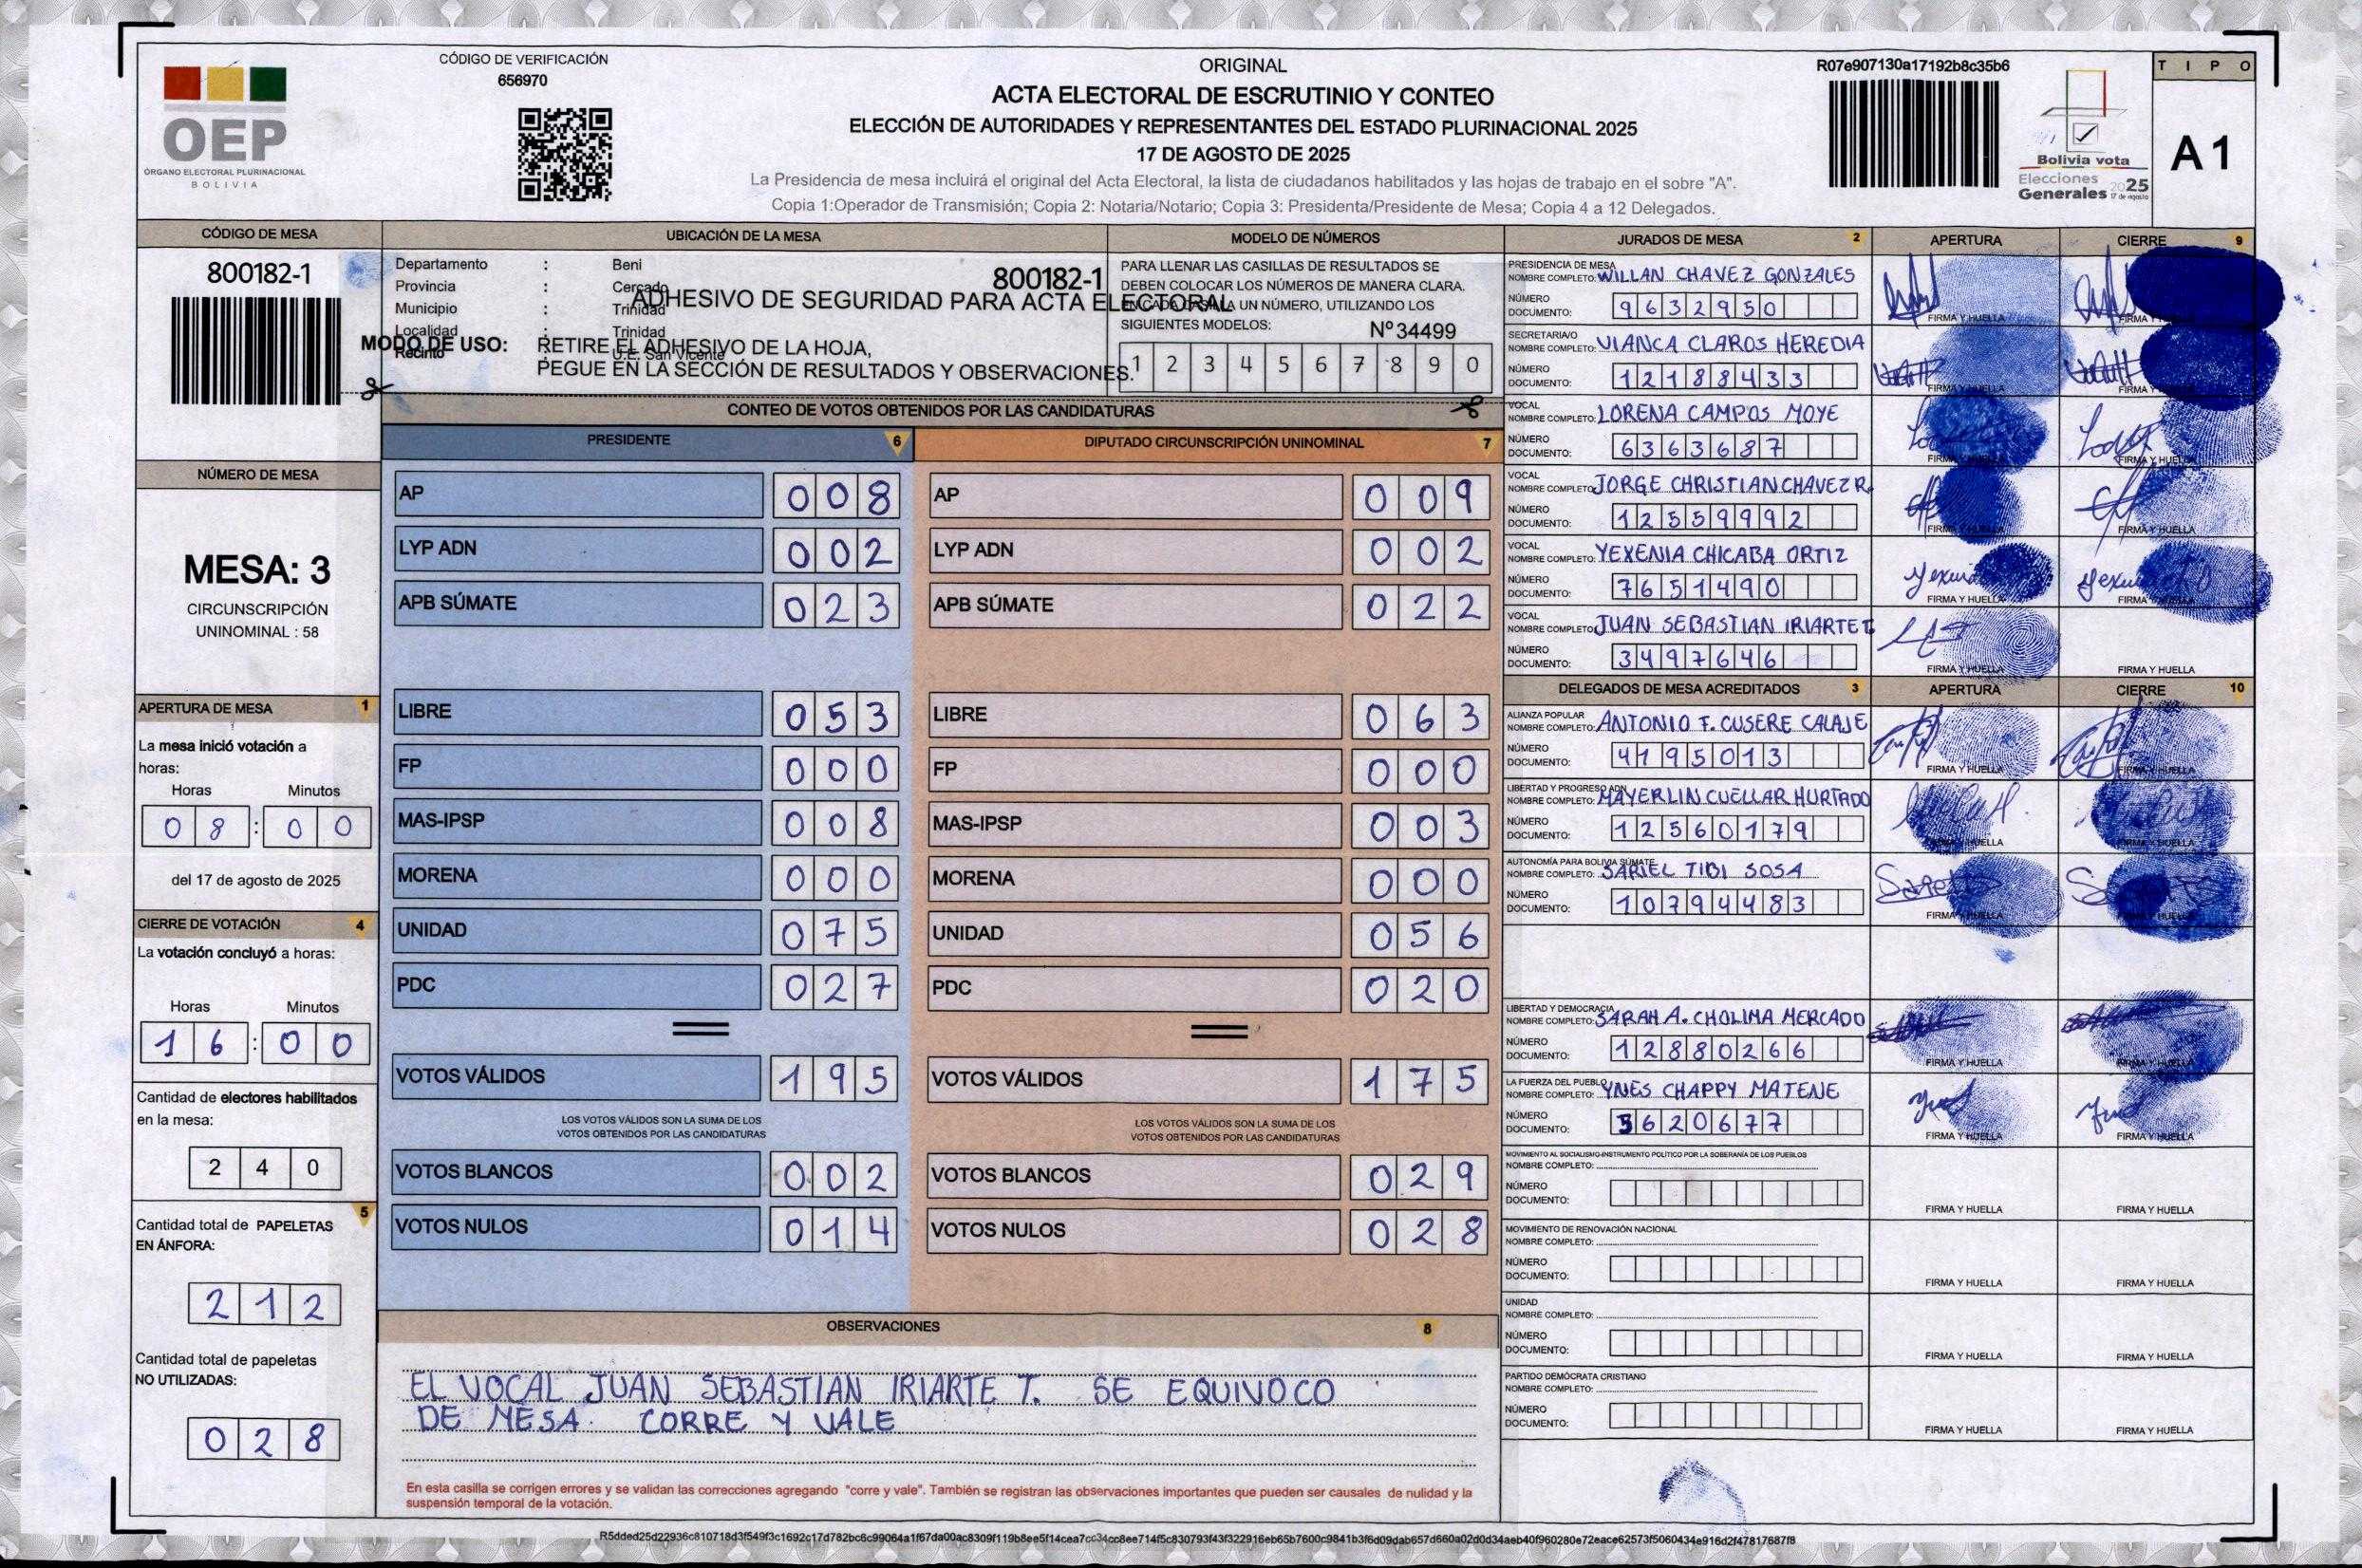 CÓDIGO DE VERIFICACIÓN
656970
OEP
ÓRGANO ELECTORAL PLURINACIONAL
BOLIVIA
ORIGINAL
ACTA ELECTORAL DE ESCRUTINIO Y CONTEO
ELECCIÓN DE AUTORIDADES Y REPRESENTANTES DEL ESTADO PLURINACIONAL 2025
17 DE AGOSTO DE 2025
La Presidencia de mesa incluirá el original del Acta Electoral, la lista de ciudadanos habilitados y las hojas de trabajo en el sobre "A".
Copia 1:Operador de Transmisión; Copia 2: Notaria/Notario; Copia 3: Presidenta/Presidente de Mesa; Copia 4 a 12 Delegados.
R07e907130a17192b8c35b6
Bolivia vota
Elecciones
Generales 2025
17 de agosto
TIPO
A1
CÓDIGO DE MESA
800182-1
NÚMERO DE MESA
MESA: 3
CIRCUNSCRIPCIÓN
UNINOMINAL : 58
APERTURA DE MESA 1
La mesa inició votación a
horas:
Horas Minutos
08:00
del 17 de agosto de 2025
CIERRE DE VOTACIÓN 4
La votación concluyó a horas:
Horas Minutos
16:00
Cantidad de electores habilitados
en la mesa:
240
5
Cantidad total de PAPELETAS
EN ÁNFORA:
212
Cantidad total de papeletas
NO UTILIZADAS:
028
UBICACIÓN DE LA MESA
Departamento : Beni
Provincia : Cercado
Municipio : Trinidad
Localidad : Trinidad
Recinto : U.E. San Vicente
800182-1
ADHESIVO DE SEGURIDAD PARA ACTA ELECTORAL
MODO DE USO: RETIRE EL ADHESIVO DE LA HOJA,
PEGUE EN LA SECCIÓN DE RESULTADOS Y OBSERVACIONES.
MODELO DE NÚMEROS
PARA LLENAR LAS CASILLAS DE RESULTADOS SE
DEBEN COLOCAR LOS NÚMEROS DE MANERA CLARA.
EN CADA CASILLA UN NÚMERO, UTILIZANDO LOS
SIGUIENTES MODELOS:
Nº 34499
1 2 3 4 5 6 7 8 9 0
CONTEO DE VOTOS OBTENIDOS POR LAS CANDIDATURAS
PRESIDENTE 6
AP 008
LYP ADN 002
APB SÚMATE 023
LIBRE 053
FP 000
MAS-IPSP 008
MORENA 000
UNIDAD 075
PDC 027
VOTOS VÁLIDOS 195
LOS VOTOS VÁLIDOS SON LA SUMA DE LOS
VOTOS OBTENIDOS POR LAS CANDIDATURAS
VOTOS BLANCOS 002
VOTOS NULOS 014
DIPUTADO CIRCUNSCRIPCIÓN UNINOMINAL 7
AP 009
LYP ADN 002
APB SÚMATE 022
LIBRE 063
FP 000
MAS-IPSP 003
MORENA 000
UNIDAD 056
PDC 020
VOTOS VÁLIDOS 175
LOS VOTOS VÁLIDOS SON LA SUMA DE LOS
VOTOS OBTENIDOS POR LAS CANDIDATURAS
VOTOS BLANCOS 029
VOTOS NULOS 028
OBSERVACIONES 8
EL VOCAL JUAN SEBASTIAN IRIARTE T. SE EQUIVOCO
DE MESA. CORRE Y VALE
En esta casilla se corrigen errores y se validan las correcciones agregando "corre y vale". También se registran las observaciones importantes que pueden ser causales de nulidad y la
suspensión temporal de la votación.
JURADOS DE MESA 2 APERTURA CIERRE 9
PRESIDENCIA DE MESA
NOMBRE COMPLETO: WILLAN CHAVEZ GONZALES
NÚMERO
DOCUMENTO: 9632950
FIRMA Y HUELLA FIRMA
SECRETARIA/O
NOMBRE COMPLETO: VIANCA CLAROS HEREDIA
NÚMERO
DOCUMENTO: 12188433
FIRMA Y HUELLA FIRMA
VOCAL
NOMBRE COMPLETO: LORENA CAMPOS MOYE
NÚMERO
DOCUMENTO: 6363687
FIRMA FIRMA Y HUELLA
VOCAL
NOMBRE COMPLETO: JORGE CHRISTIAN CHAVEZ R.
NÚMERO
DOCUMENTO: 12559992
FIRMA FIRMA Y HUELLA
VOCAL
NOMBRE COMPLETO: YEXENIA CHICABA ORTIZ
NÚMERO
DOCUMENTO: 7651490
FIRMA Y HUELLA FIRMA
VOCAL
NOMBRE COMPLETO: JUAN SEBASTIAN IRIARTE T.
NÚMERO
DOCUMENTO: 3497646
FIRMA Y HUELLA FIRMA Y HUELLA
DELEGADOS DE MESA ACREDITADOS 3 APERTURA CIERRE 10
ALIANZA POPULAR
NOMBRE COMPLETO: ANTONIO F. CUSERE CALAJE
NÚMERO
DOCUMENTO: 4195013
FIRMA Y HUELLA FIRMA Y HUELLA
LIBERTAD Y PROGRESO ADN
NOMBRE COMPLETO: MAYERLIN CUELLAR HURTADO
NÚMERO
DOCUMENTO: 12560179
HUELLA FIRMA Y HUELLA
AUTONOMÍA PARA BOLIVIA SÚMATE
NOMBRE COMPLETO: SARIEL TIBI SOSA
NÚMERO
DOCUMENTO: 10794483
FIRMA Y HUELLA
LIBERTAD Y DEMOCRACIA
NOMBRE COMPLETO: SARAH A. CHOLIMA MERCADO
NÚMERO
DOCUMENTO: 12880266
FIRMA Y HUELLA FIRMA Y HUELLA
LA FUERZA DEL PUEBLO
NOMBRE COMPLETO: YNES CHAPPY MATENE
NÚMERO
DOCUMENTO: 5620677
FIRMA Y HUELLA FIRMA Y HUELLA
MOVIMIENTO AL SOCIALISMO-INSTRUMENTO POLÍTICO POR LA SOBERANÍA DE LOS PUEBLOS
NOMBRE COMPLETO:
NÚMERO
DOCUMENTO:
FIRMA Y HUELLA FIRMA Y HUELLA
MOVIMIENTO DE RENOVACIÓN NACIONAL
NOMBRE COMPLETO:
NÚMERO
DOCUMENTO:
FIRMA Y HUELLA FIRMA Y HUELLA
UNIDAD
NOMBRE COMPLETO:
NÚMERO
DOCUMENTO:
FIRMA Y HUELLA FIRMA Y HUELLA
PARTIDO DEMÓCRATA CRISTIANO
NOMBRE COMPLETO:
NÚMERO
DOCUMENTO:
FIRMA Y HUELLA FIRMA Y HUELLA